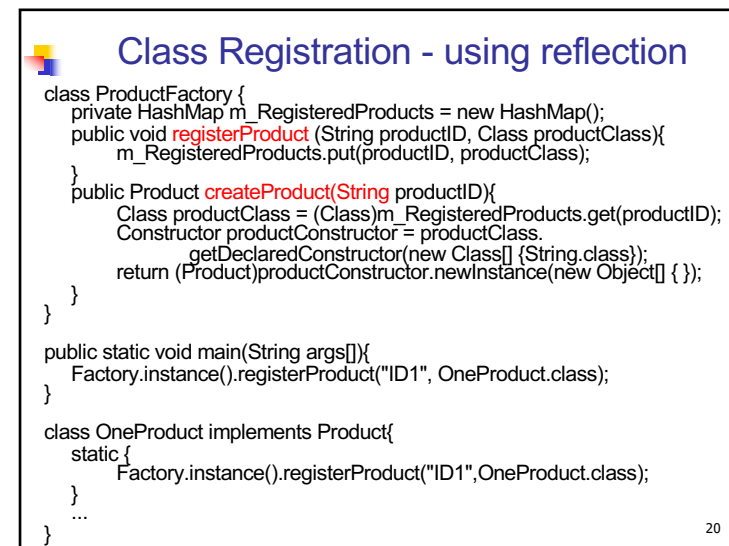 Class Registration - using reflection
class ProductFactory {
private HashMap m_RegisteredProducts = new HashMap();
public void registerProduct (String productID, Class productClass){
m_RegisteredProducts.put(productID, productClass);
}
public Product createProduct(String productID){
Class productClass = (Class)m_RegisteredProducts.get(productID);
Constructor productConstructor = productClass.
getDeclaredConstructor(new Class[] {String.class});
return (Product)productConstructor.newInstance(new Object[] { });
}
}
public static void main(String args[]){
Factory.instance().registerProduct("ID1", OneProduct.class);
}
class OneProduct implements Product{
static {
Factory.instance().registerProduct("ID1",OneProduct.class);
}
...
}
20